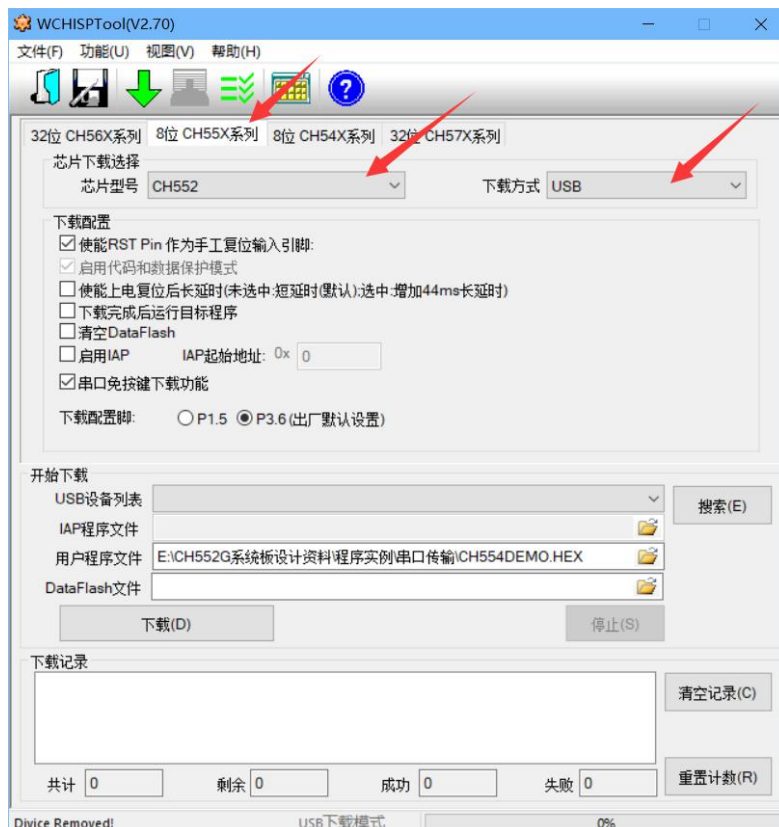 WCHISPTool(V2.70)
文件(F) 功能(U) 视图(V) 帮助(H)
32位 CH56X系列 8位 CH55X系列 8位 CH54X系列 32位 CH57X系列
芯片下载选择
芯片型号 CH552 下载方式 USB
下载配置
使能RST Pin 作为手工复位输入引脚:
启用代码和数据保护模式
使能上电复位后长延时(未选中:短延时(默认);选中:增加44ms长延时)
下载完成后运行目标程序
清空DataFlash
启用IAP IAP起始地址: 0x 0
串口免按键下载功能
下载配置脚: P1.5 P3.6(出厂默认设置)
开始下载
USB设备列表 搜索(E)
IAP程序文件
用户程序文件 E:\CH552G系统板设计资料\程序实例\串口传输\CH554DEMO.HEX
DataFlash文件
下载(D) 停止(S)
下载记录
清空记录(C)
共计 0 剩余 0 成功 0 失败 0 重置计数(R)
Divice Removed! USB下载模式 0%